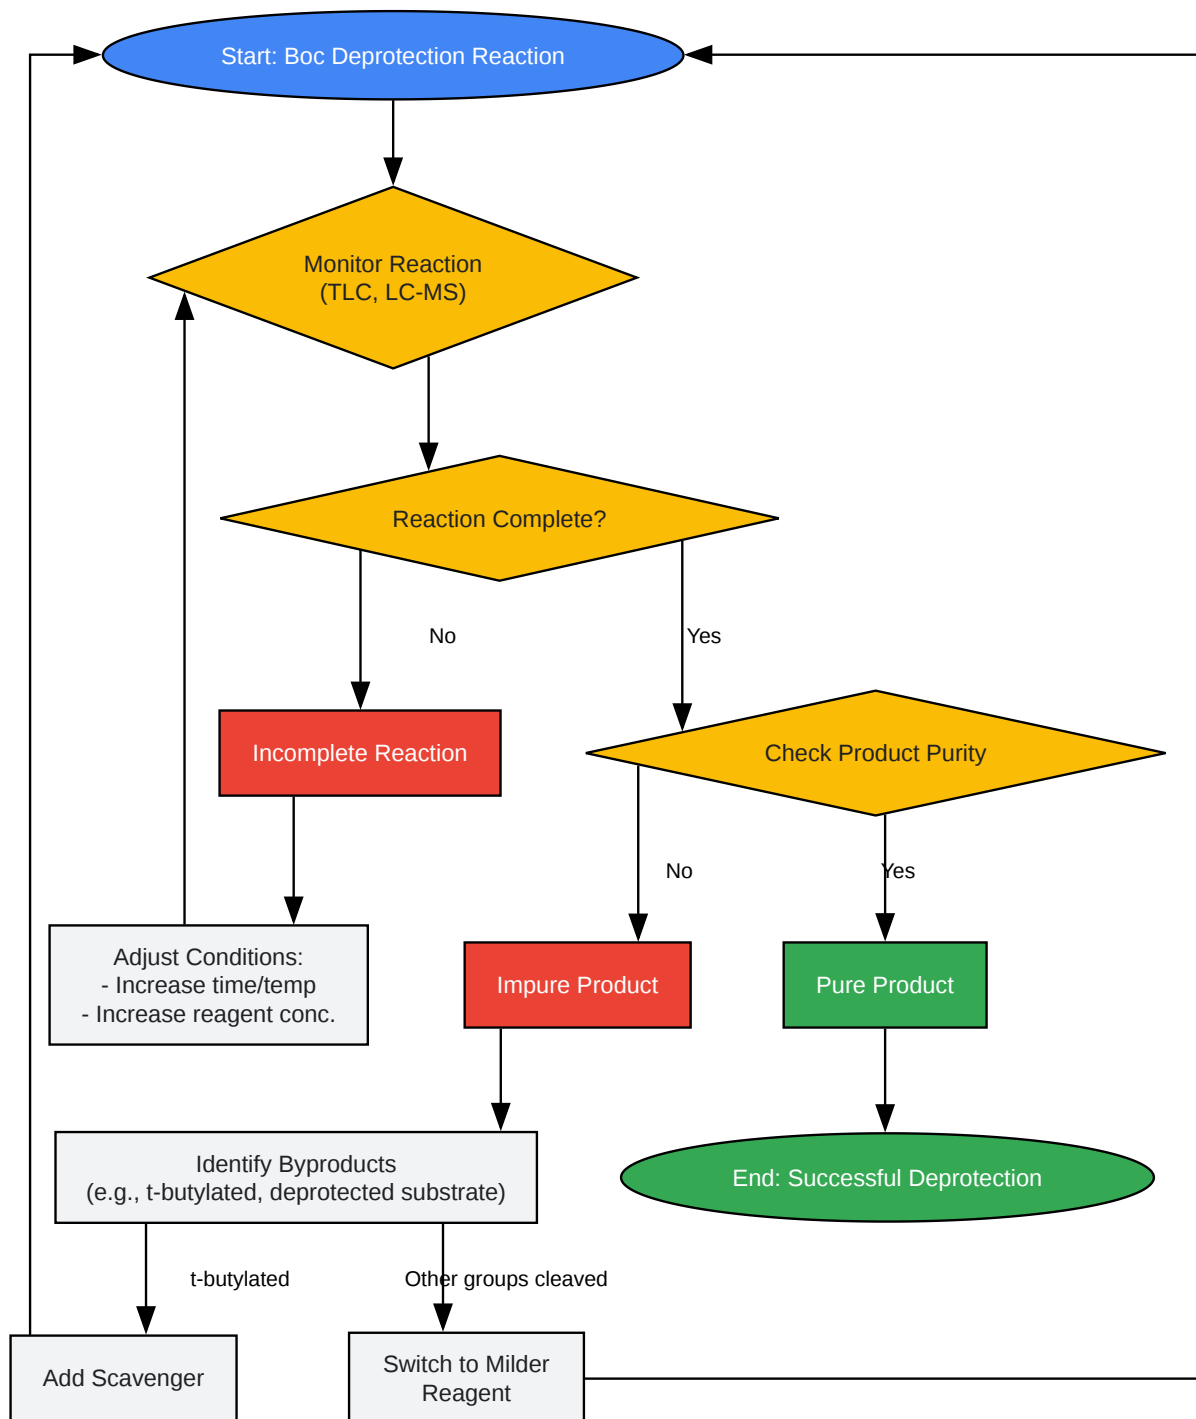 Start: Boc Deprotection Reaction
Monitor Reaction
(TLC, LC-MS)
Reaction Complete?
No
Yes
Incomplete Reaction
Check Product Purity
No
Yes
Adjust Conditions:
- Increase time/temp
- Increase reagent conc.
Impure Product
Pure Product
Identify Byproducts
(e.g., t-butylated, deprotected substrate)
End: Successful Deprotection
t-butylated
Other groups cleaved
Add Scavenger
Switch to Milder
Reagent